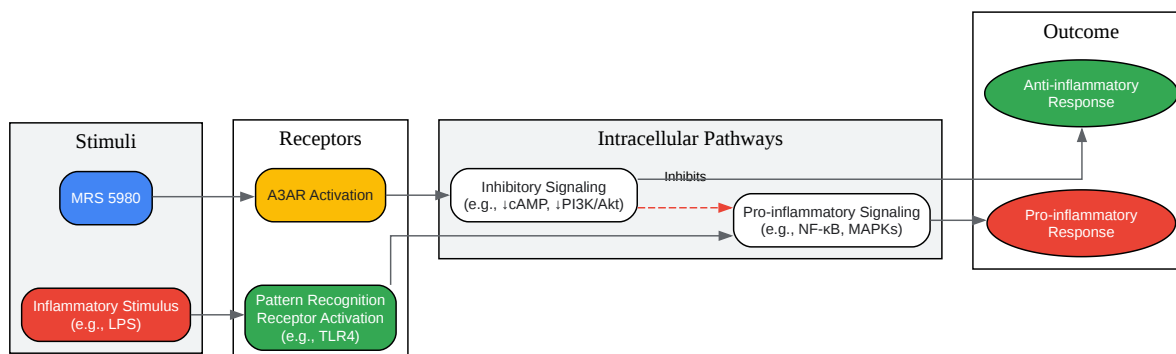 Stimuli
MRS 5980
Inflammatory Stimulus
(e.g., LPS)
Receptors
A3AR Activation
Pattern Recognition
Receptor Activation
(e.g., TLR4)
Intracellular Pathways
Inhibitory Signaling
(e.g., ↓cAMP, ↓PI3K/Akt)
Inhibits
Pro-inflammatory Signaling
(e.g., NF-κB, MAPKs)
Outcome
Anti-inflammatory
Response
Pro-inflammatory
Response